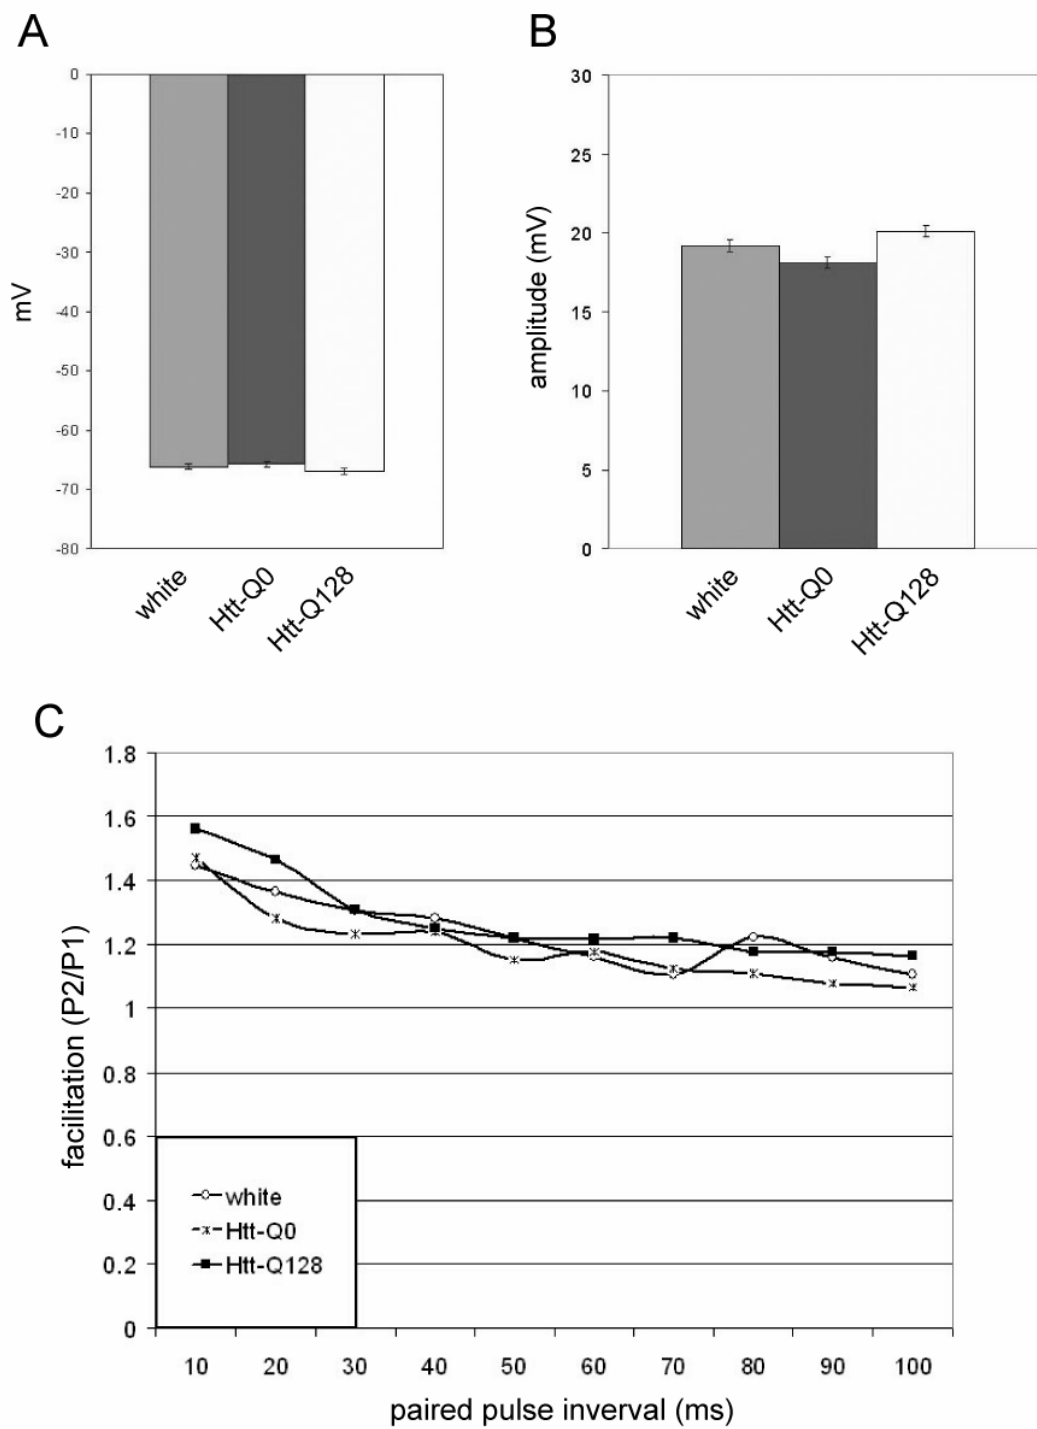 A
0
-10
-20
-30
-40
-50
-60
-70
-80
mV
white
Htt-Q0
Htt-Q128
B
30
25
20
15
10
5
0
amplitude (mV)
white
Htt-Q0
Htt-Q128
C
1.8
1.6
1.4
1.2
1
0.8
0.6
0.4
0.2
0
facilitation (P2/P1)
white
Htt-Q0
Htt-Q128
10 20 30 40 50 60 70 80 90 100
paired pulse inverval (ms)